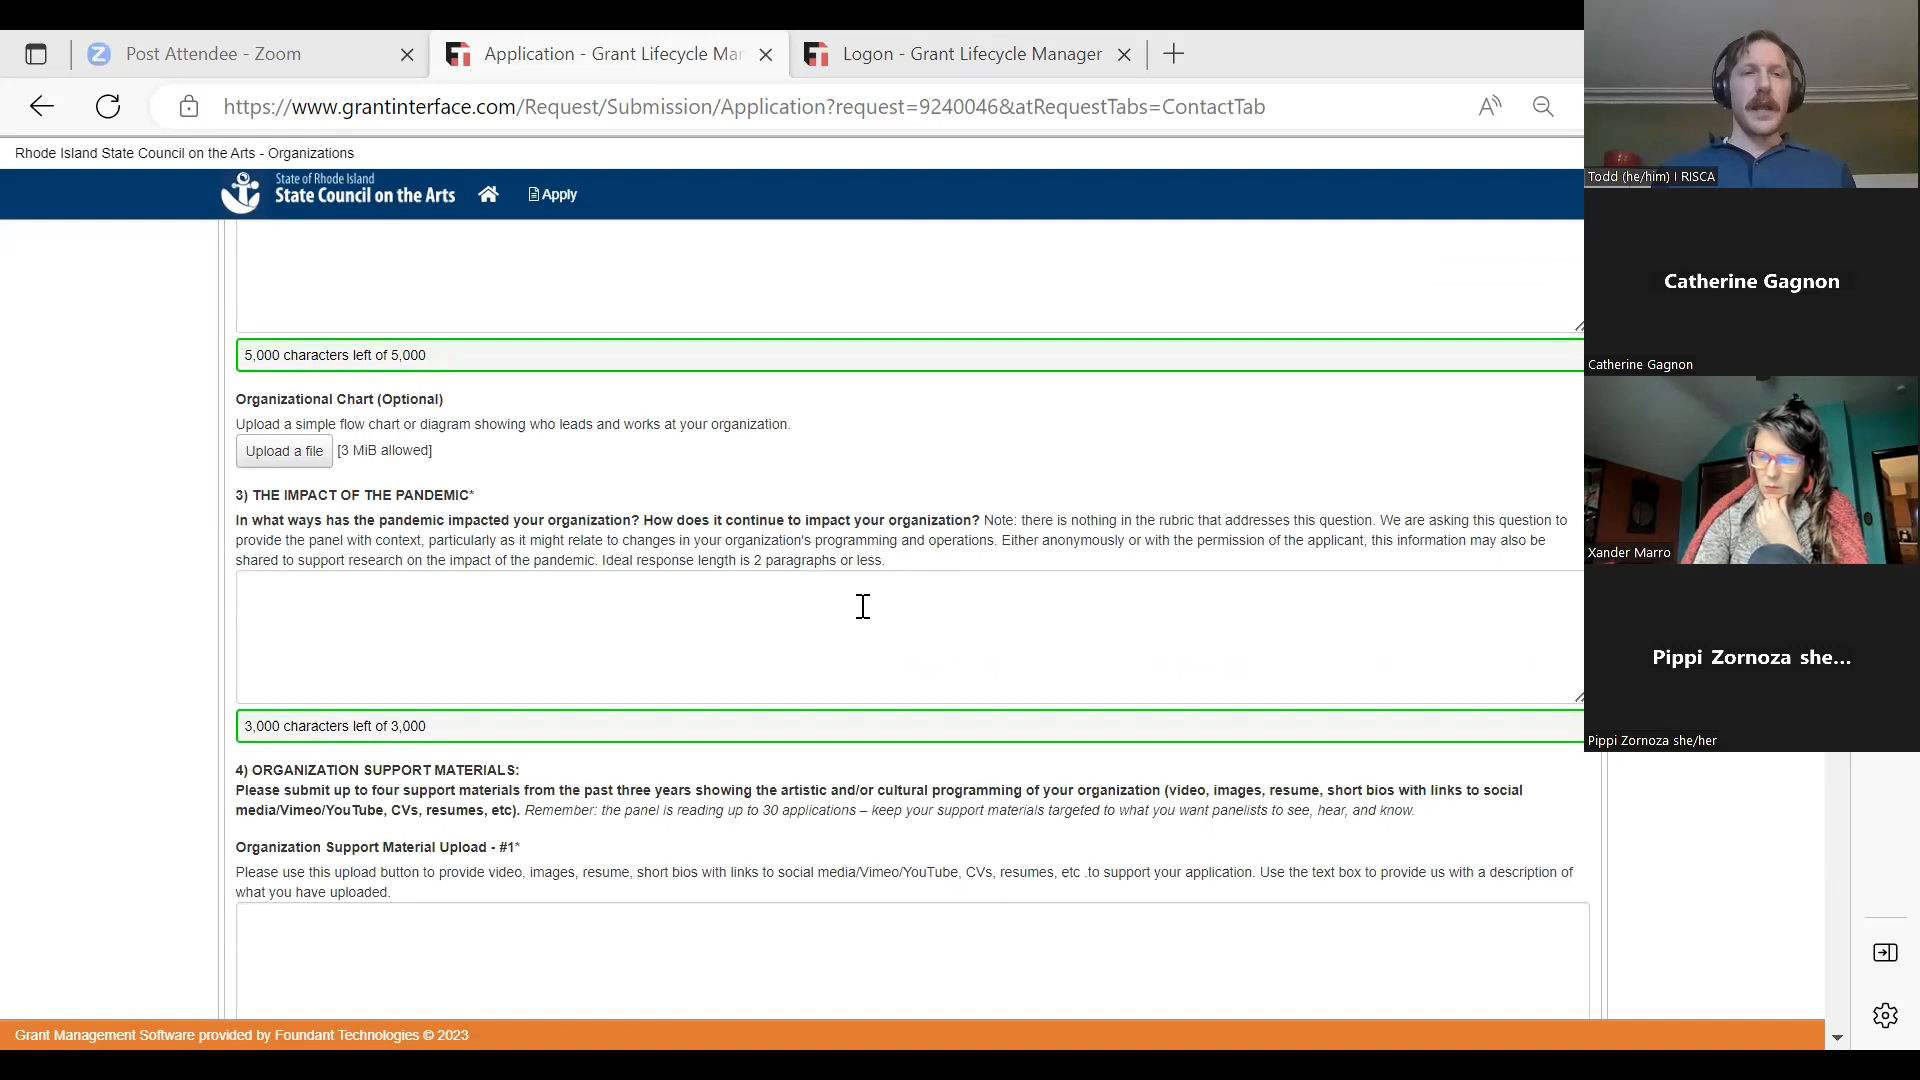 Post Attendee - Zoom
Application - Grant Lifecycle Mar
Logon - Grant Lifecycle Manager
https://www.grantinterface.com/Request/Submission/Application?request=9240046&atRequestTabs=ContactTab
Rhode Island State Council on the Arts - Organizations
State of Rhode Island
State Council on the Arts
Apply
5,000 characters left of 5,000
Organizational Chart (Optional)
Upload a simple flow chart or diagram showing who leads and works at your organization.
Upload a file [3 MiB allowed]
3) THE IMPACT OF THE PANDEMIC*
In what ways has the pandemic impacted your organization? How does it continue to impact your organization? Note: there is nothing in the rubric that addresses this question. We are asking this question to
provide the panel with context, particularly as it might relate to changes in your organization's programming and operations. Either anonymously or with the permission of the applicant, this information may also be
shared to support research on the impact of the pandemic. Ideal response length is 2 paragraphs or less.
3,000 characters left of 3,000
4) ORGANIZATION SUPPORT MATERIALS:
Please submit up to four support materials from the past three years showing the artistic and/or cultural programming of your organization (video, images, resume, short bios with links to social
media/Vimeo/YouTube, CVs, resumes, etc). Remember: the panel is reading up to 30 applications – keep your support materials targeted to what you want panelists to see, hear, and know.
Organization Support Material Upload - #1*
Please use this upload button to provide video, images, resume, short bios with links to social media/Vimeo/YouTube, CVs, resumes, etc .to support your application. Use the text box to provide us with a description of
what you have uploaded.
Grant Management Software provided by Foundant Technologies © 2023
Todd (he/him) I RISCA
Catherine Gagnon
Catherine Gagnon
Xander Marro
Pippi Zornoza she...
Pippi Zornoza she/her